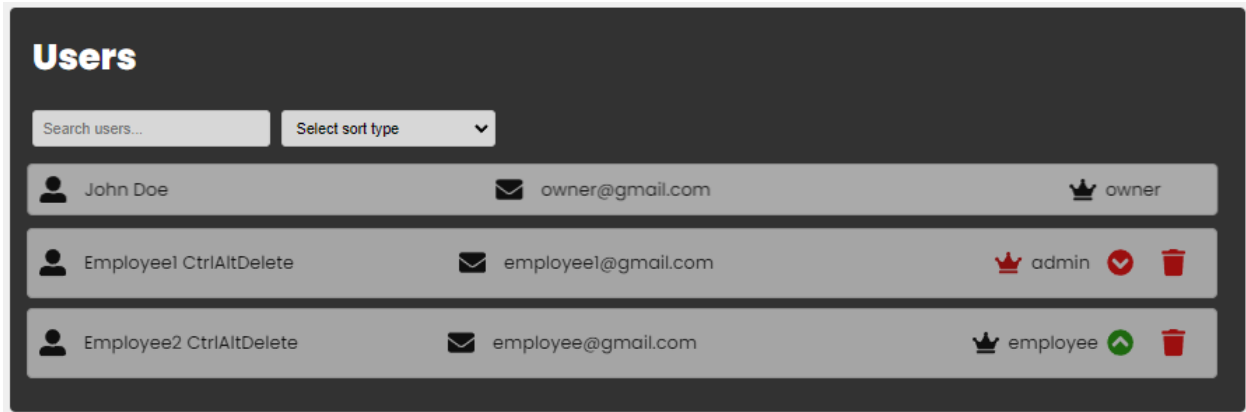 Users
Search users... Select sort type
John Doe owner@gmail.com owner
Employee1 CtrlAltDelete employee1@gmail.com admin
Employee2 CtrlAltDelete employee@gmail.com employee